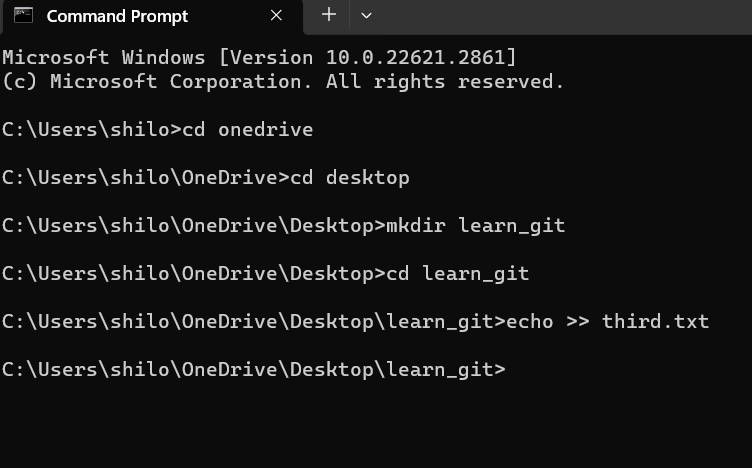 Command Prompt
Microsoft Windows [Version 10.0.22621.2861]
(c) Microsoft Corporation. All rights reserved.
C:\Users\shilo>cd onedrive
C:\Users\shilo\OneDrive>cd desktop
C:\Users\shilo\OneDrive\Desktop>mkdir learn_git
C:\Users\shilo\OneDrive\Desktop>cd learn_git
C:\Users\shilo\OneDrive\Desktop\learn_git>echo >> third.txt
C:\Users\shilo\OneDrive\Desktop\learn_git>